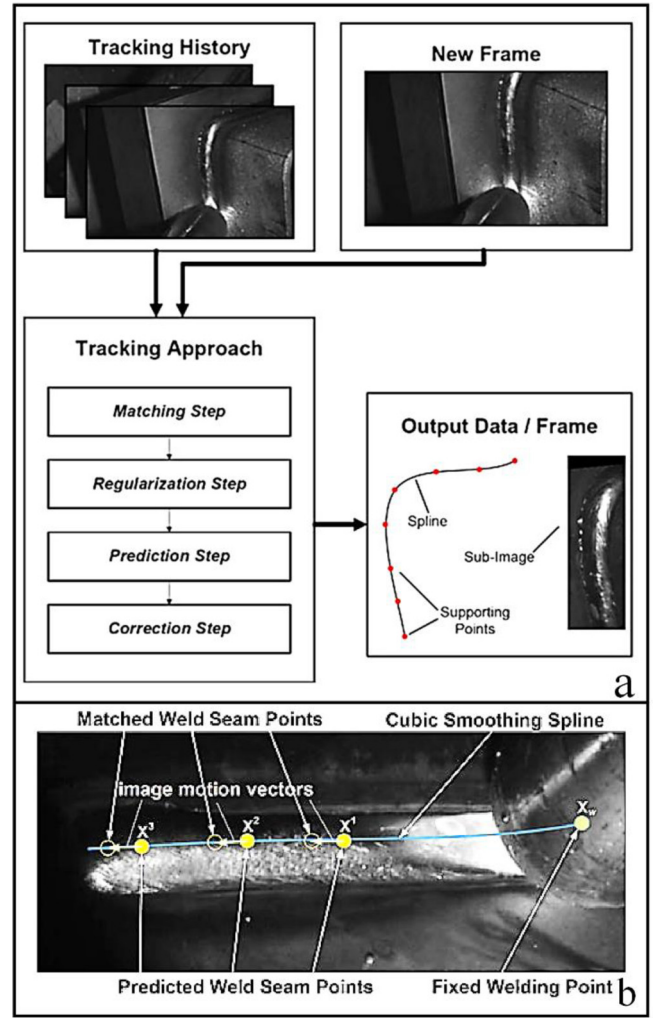 Tracking History
New Frame
Tracking Approach
Matching Step
Regularization Step
Prediction Step
Correction Step
Output Data / Frame
Spline
Sub-Image
Supporting
Points
a
Matched Weld Seam Points
Cubic Smoothing Spline
image motion vectors
X³
X²
X¹
Xw
Predicted Weld Seam Points
Fixed Welding Point
b